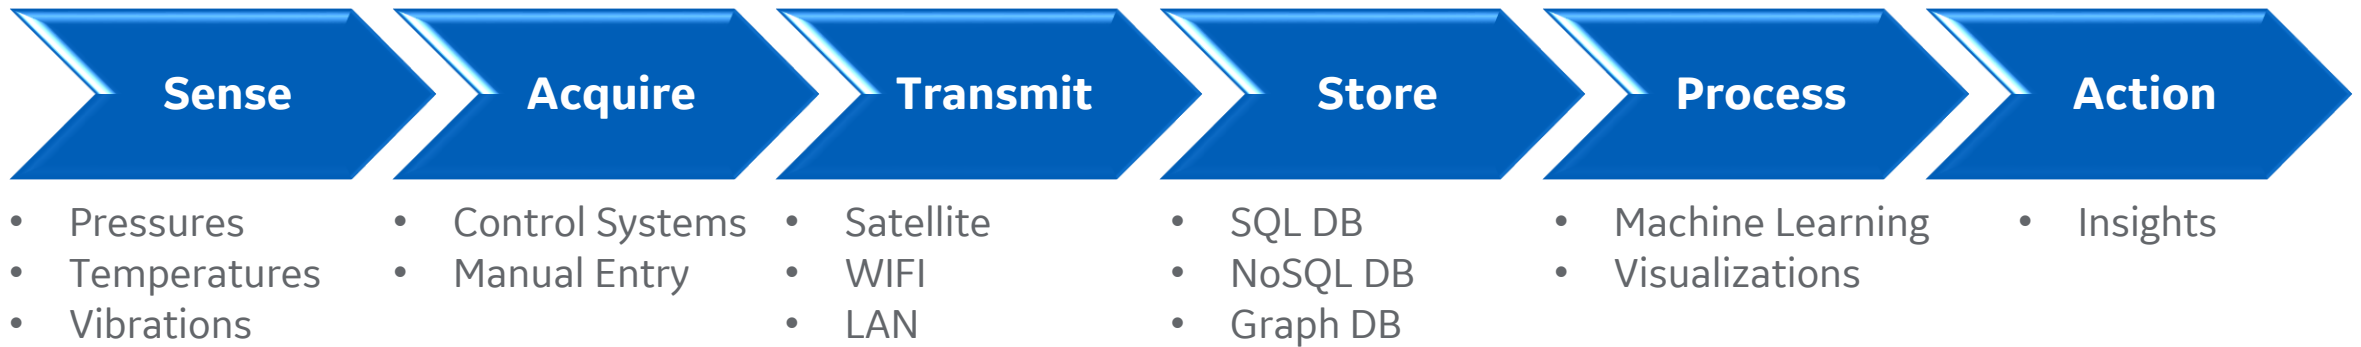 Sense
Acquire
Transmit
Store
Process
Action
• Pressures
• Temperatures
• Vibrations
• Control Systems
• Manual Entry
• Satellite
• WIFI
• LAN
• SQL DB
• NoSQL DB
• Graph DB
• Machine Learning
• Visualizations
• Insights